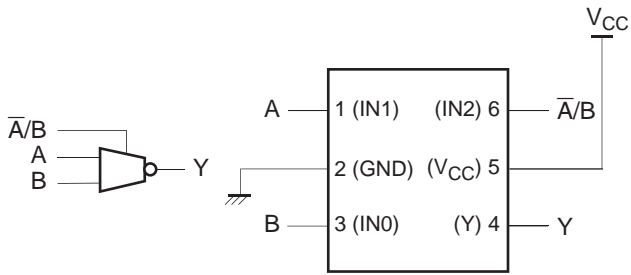 V_CC
A̅/B
A
B
Y
A
1 (IN1)
(IN2) 6
A̅/B
2 (GND)
(V_CC) 5
B
3 (IN0)
(Y) 4
Y